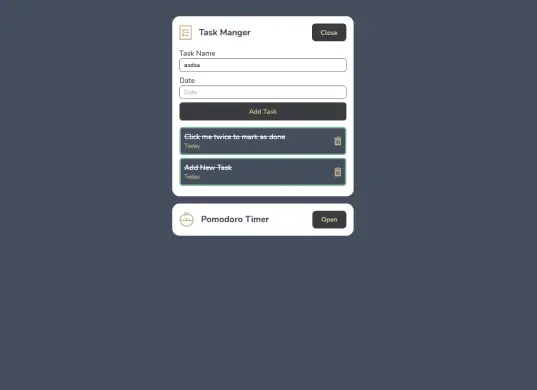 Task Manger
Close
Task Name
asdsa
Date
Date
Add Task
Click me twice to mark as done
Today
Add New Task
Today
Pomodoro Timer
Open